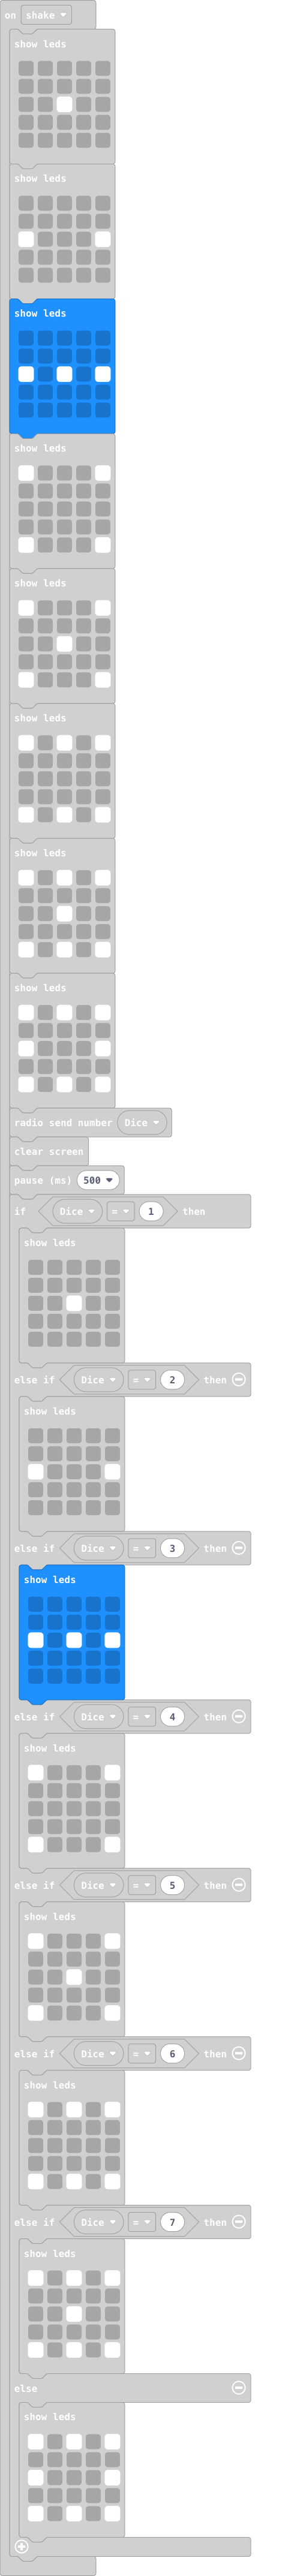 on shake
show leds
show leds
show leds
show leds
show leds
show leds
show leds
show leds
radio send number Dice
clear screen
pause (ms) 500
if Dice = 1 then
show leds
else if Dice = 2 then
show leds
else if Dice = 3 then
show leds
else if Dice = 4 then
show leds
else if Dice = 5 then
show leds
else if Dice = 6 then
show leds
else if Dice = 7 then
show leds
else
show leds